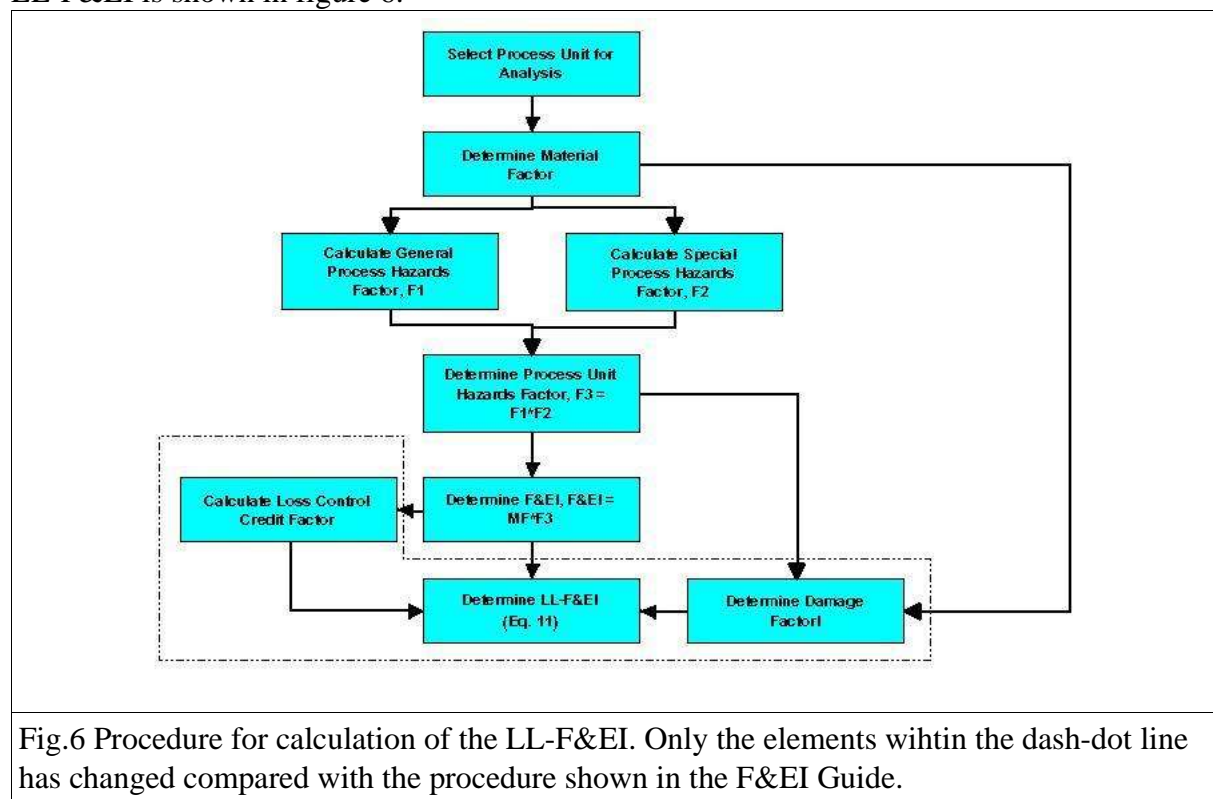 LL-F&EI is shown in figure 6.
Select Process Unit for
Analysis
Determine Material
Factor
Calculate General
Process Hazards
Factor, F1
Calculate Special
Process Hazards
Factor, F2
Determine Process Unit
Hazards Factor, F3 =
F1*F2
Calculate Loss Control
Credit Factor
Determine F&EI, F&EI =
MF*F3
Determine LL-F&EI
(Eq. 11)
Determine Damage
Factorl
Fig.6 Procedure for calculation of the LL-F&EI. Only the elements wihtin the dash-dot line
has changed compared with the procedure shown in the F&EI Guide.